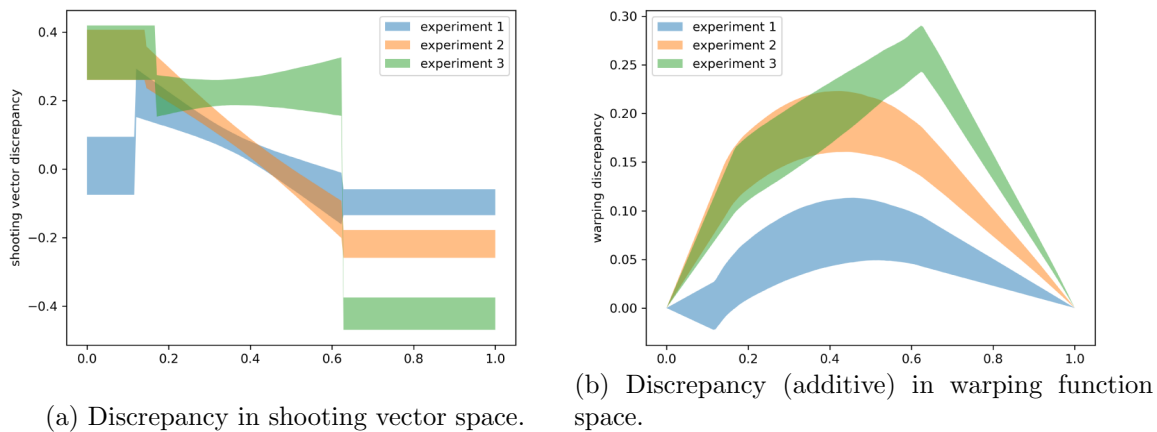 shooting vector discrepancy
0.4
0.2
0.0
−0.2
−0.4
experiment 1
experiment 2
experiment 3
0.0 0.2 0.4 0.6 0.8 1.0
(a) Discrepancy in shooting vector space.
warping discrepancy
0.30
0.25
0.20
0.15
0.10
0.05
0.00
experiment 1
experiment 2
experiment 3
0.0 0.2 0.4 0.6 0.8 1.0
(b) Discrepancy (additive) in warping function
space.